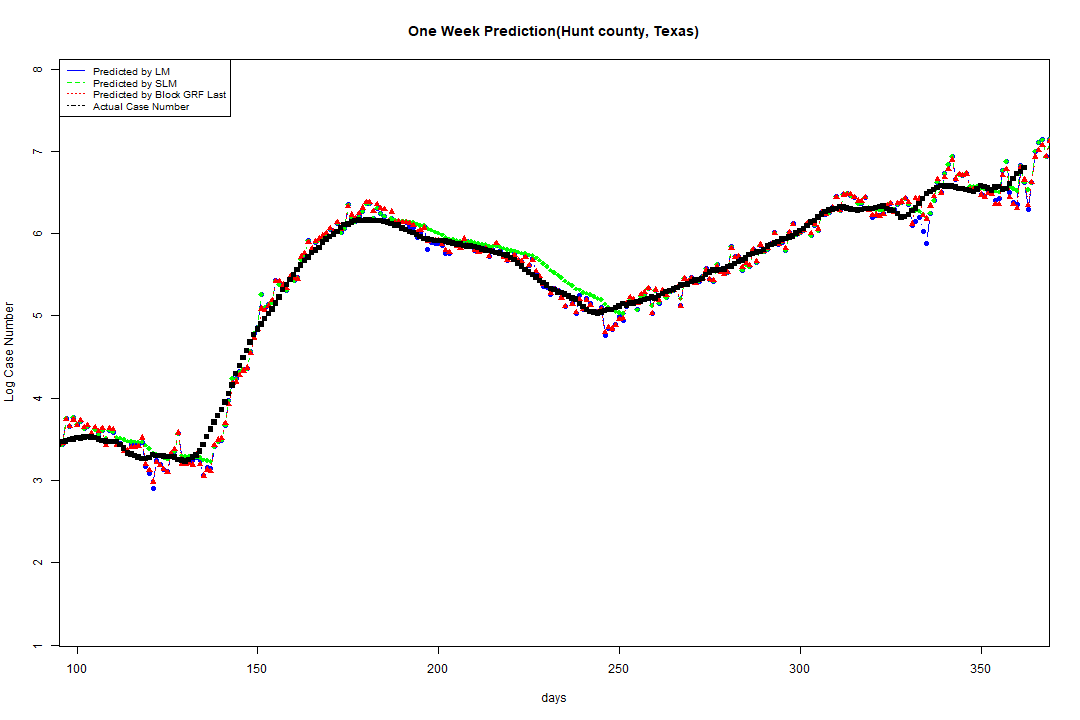 One Week Prediction(Hunt county, Texas)
Predicted by LM
Predicted by SLM
Predicted by Block GRF Last
Actual Case Number
8
7
6
5
4
3
2
1
Log Case Number
100 150 200 250 300 350
days